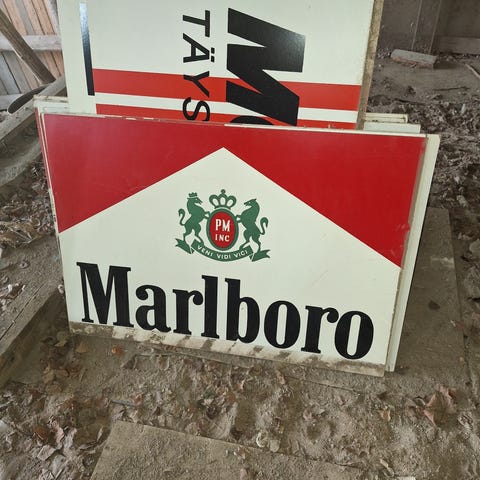 TÄYS
PM
INC
VENI VIDI VICI
Marlboro